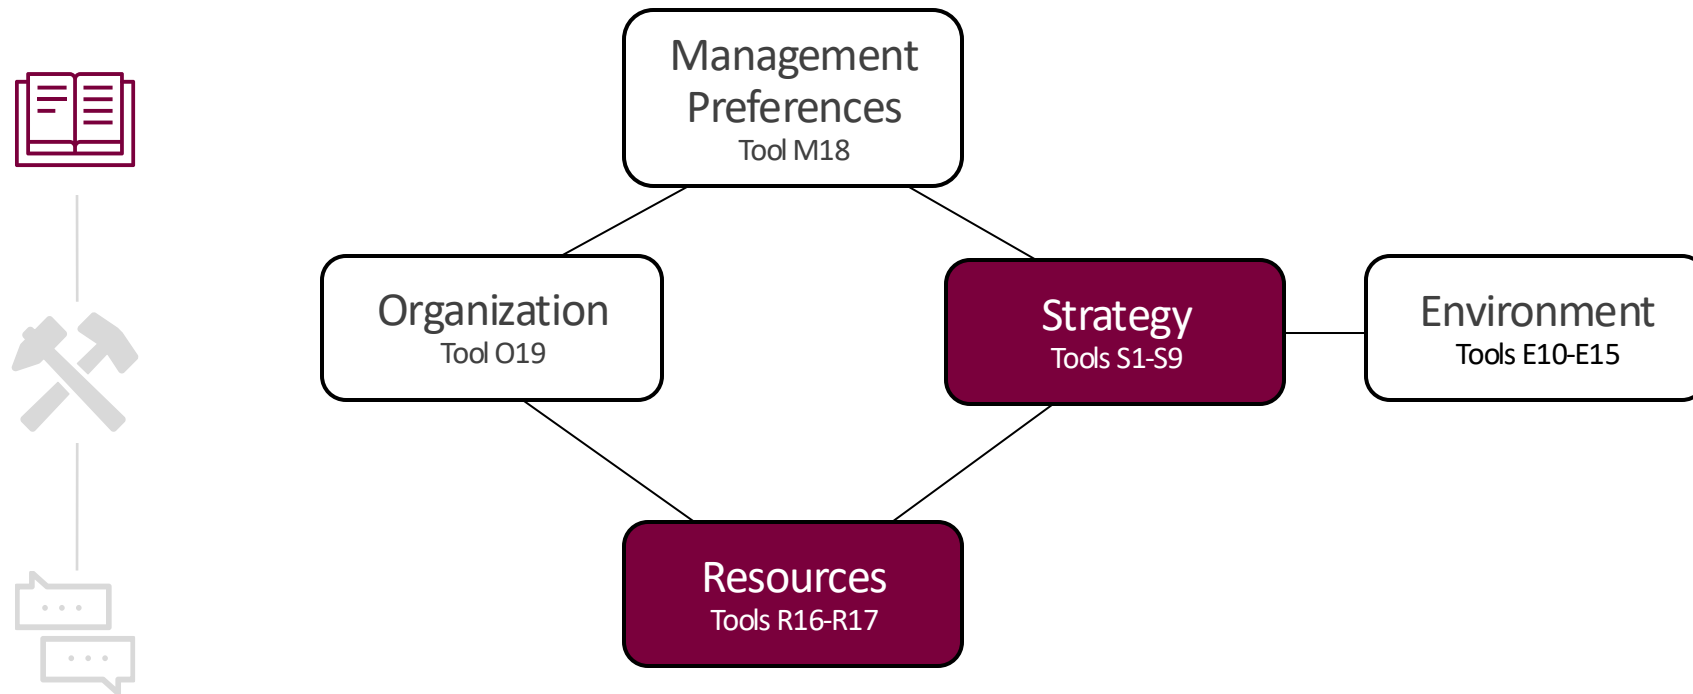 Management
Preferences
Tool M18
Organization
Tool O19
Strategy
Tools S1-S9
Environment
Tools E10-E15
Resources
Tools R16-R17